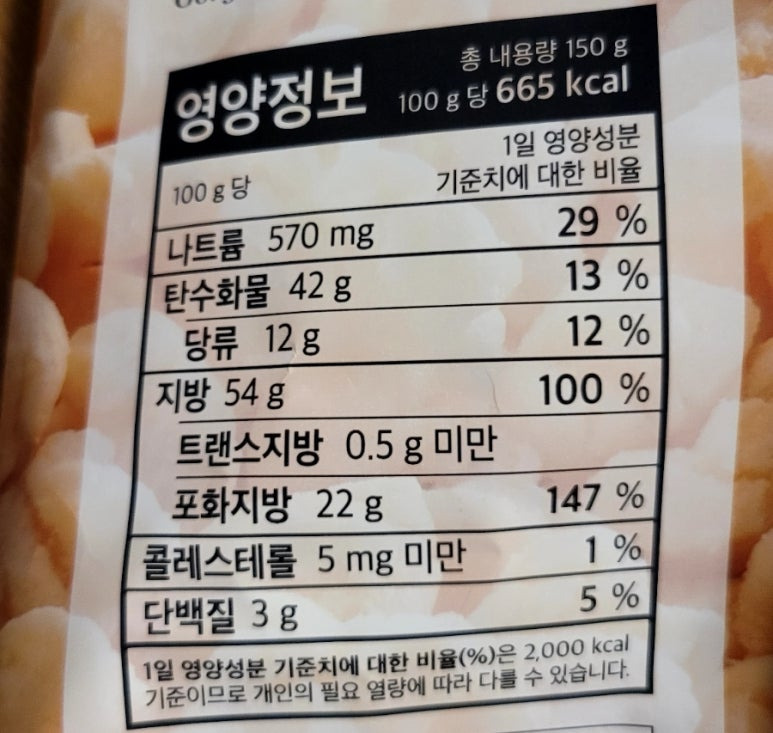 영양정보
총 내용량 150 g
100 g 당 665 kcal
100 g 당
1일 영양성분
기준치에 대한 비율
나트륨 570 mg 29 %
탄수화물 42 g 13 %
당류 12 g 12 %
지방 54 g 100 %
트랜스지방 0.5 g 미만
포화지방 22 g 147 %
콜레스테롤 5 mg 미만 1 %
단백질 3 g 5 %
1일 영양성분 기준치에 대한 비율(%)은 2,000 kcal
기준이므로 개인의 필요 열량에 따라 다를 수 있습니다.